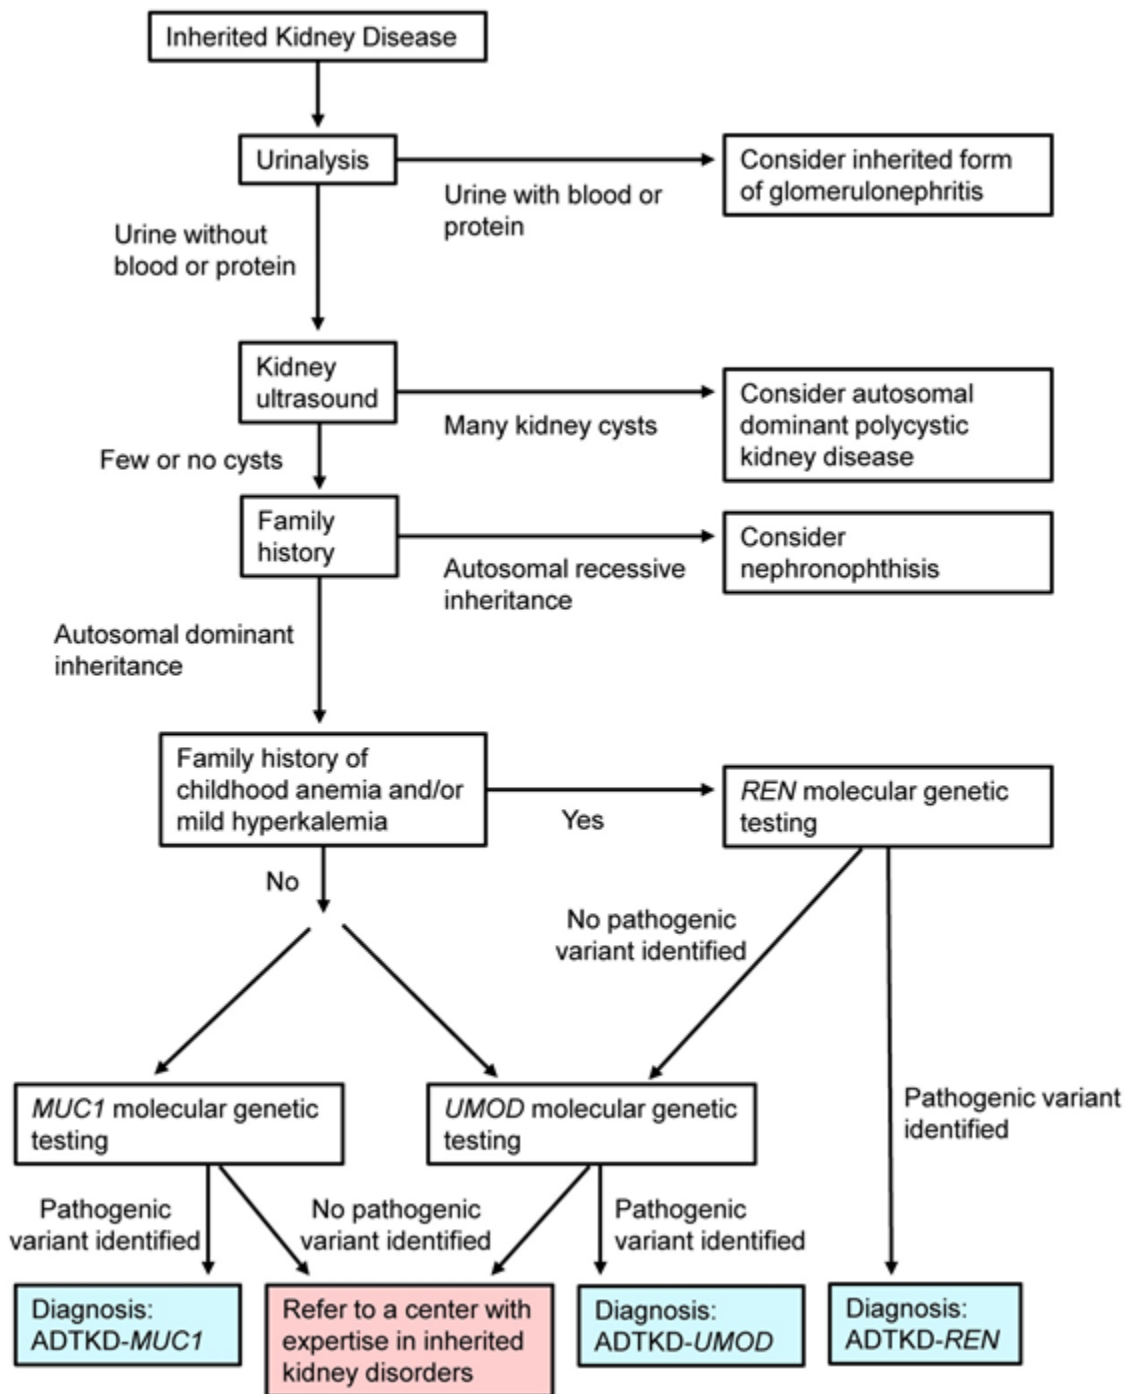 Inherited Kidney Disease
Urinalysis
Urine with blood or
protein
Consider inherited form
of glomerulonephritis
Urine without
blood or protein
Kidney
ultrasound
Many kidney cysts
Consider autosomal
dominant polycystic
kidney disease
Few or no cysts
Family
history
Autosomal recessive
inheritance
Consider
nephronophthisis
Autosomal dominant
inheritance
Family history of
childhood anemia and/or
mild hyperkalemia
Yes
REN molecular genetic
testing
No
No pathogenic
variant identified
Pathogenic variant
identified
MUC1 molecular genetic
testing
UMOD molecular genetic
testing
Pathogenic
variant identified
No pathogenic
variant identified
Pathogenic
variant identified
Diagnosis:
ADTKD-MUC1
Refer to a center with
expertise in inherited
kidney disorders
Diagnosis:
ADTKD-UMOD
Diagnosis:
ADTKD-REN